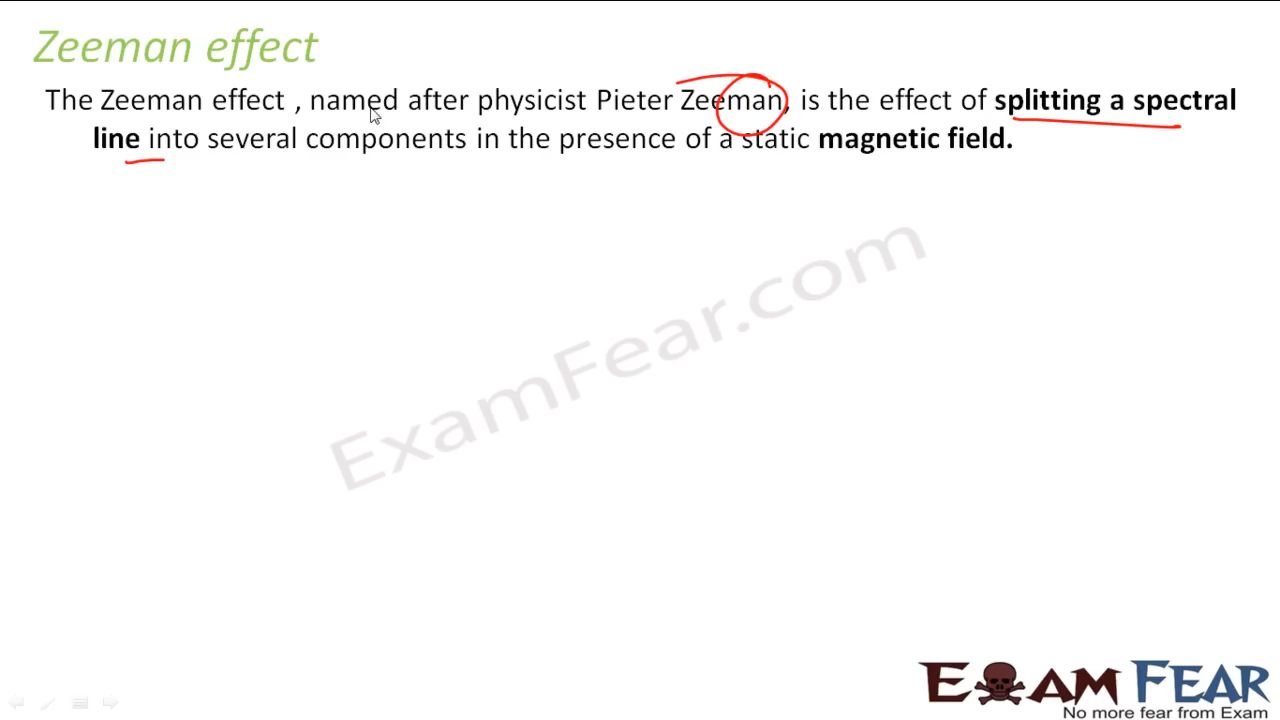 Zeeman effect
The Zeeman effect , named after physicist Pieter Zeeman, is the effect of splitting a spectral
line into several components in the presence of a static magnetic field.
ExamFear.com
EXAM FEAR
No more fear from Exam